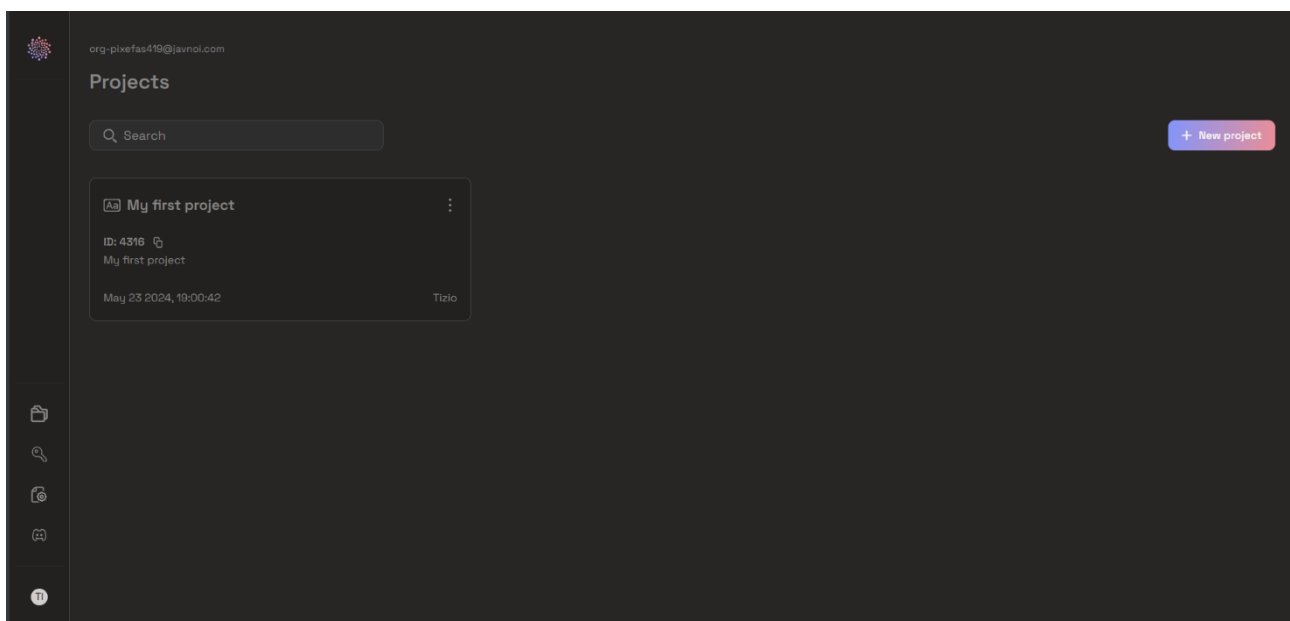 org-pixefas419@javnoi.com
Projects
Search
+ New project
Aa My first project
ID: 4316
My first project
May 23 2024, 19:00:42 Tizio
TI